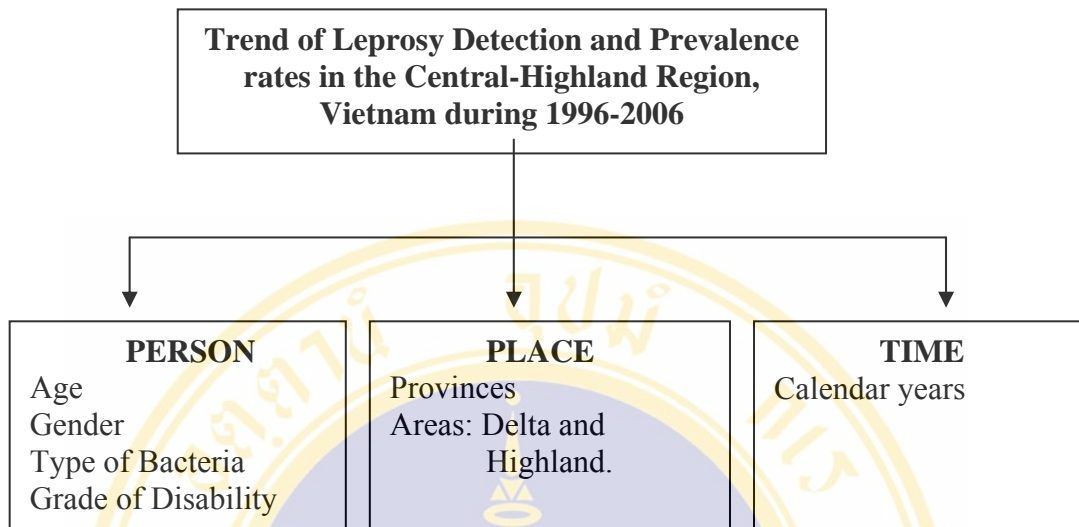 Trend of Leprosy Detection and Prevalence
rates in the Central-Highland Region,
Vietnam during 1996-2006
PERSON
Age
Gender
Type of Bacteria
Grade of Disability
PLACE
Provinces
Areas: Delta and
Highland.
TIME
Calendar years